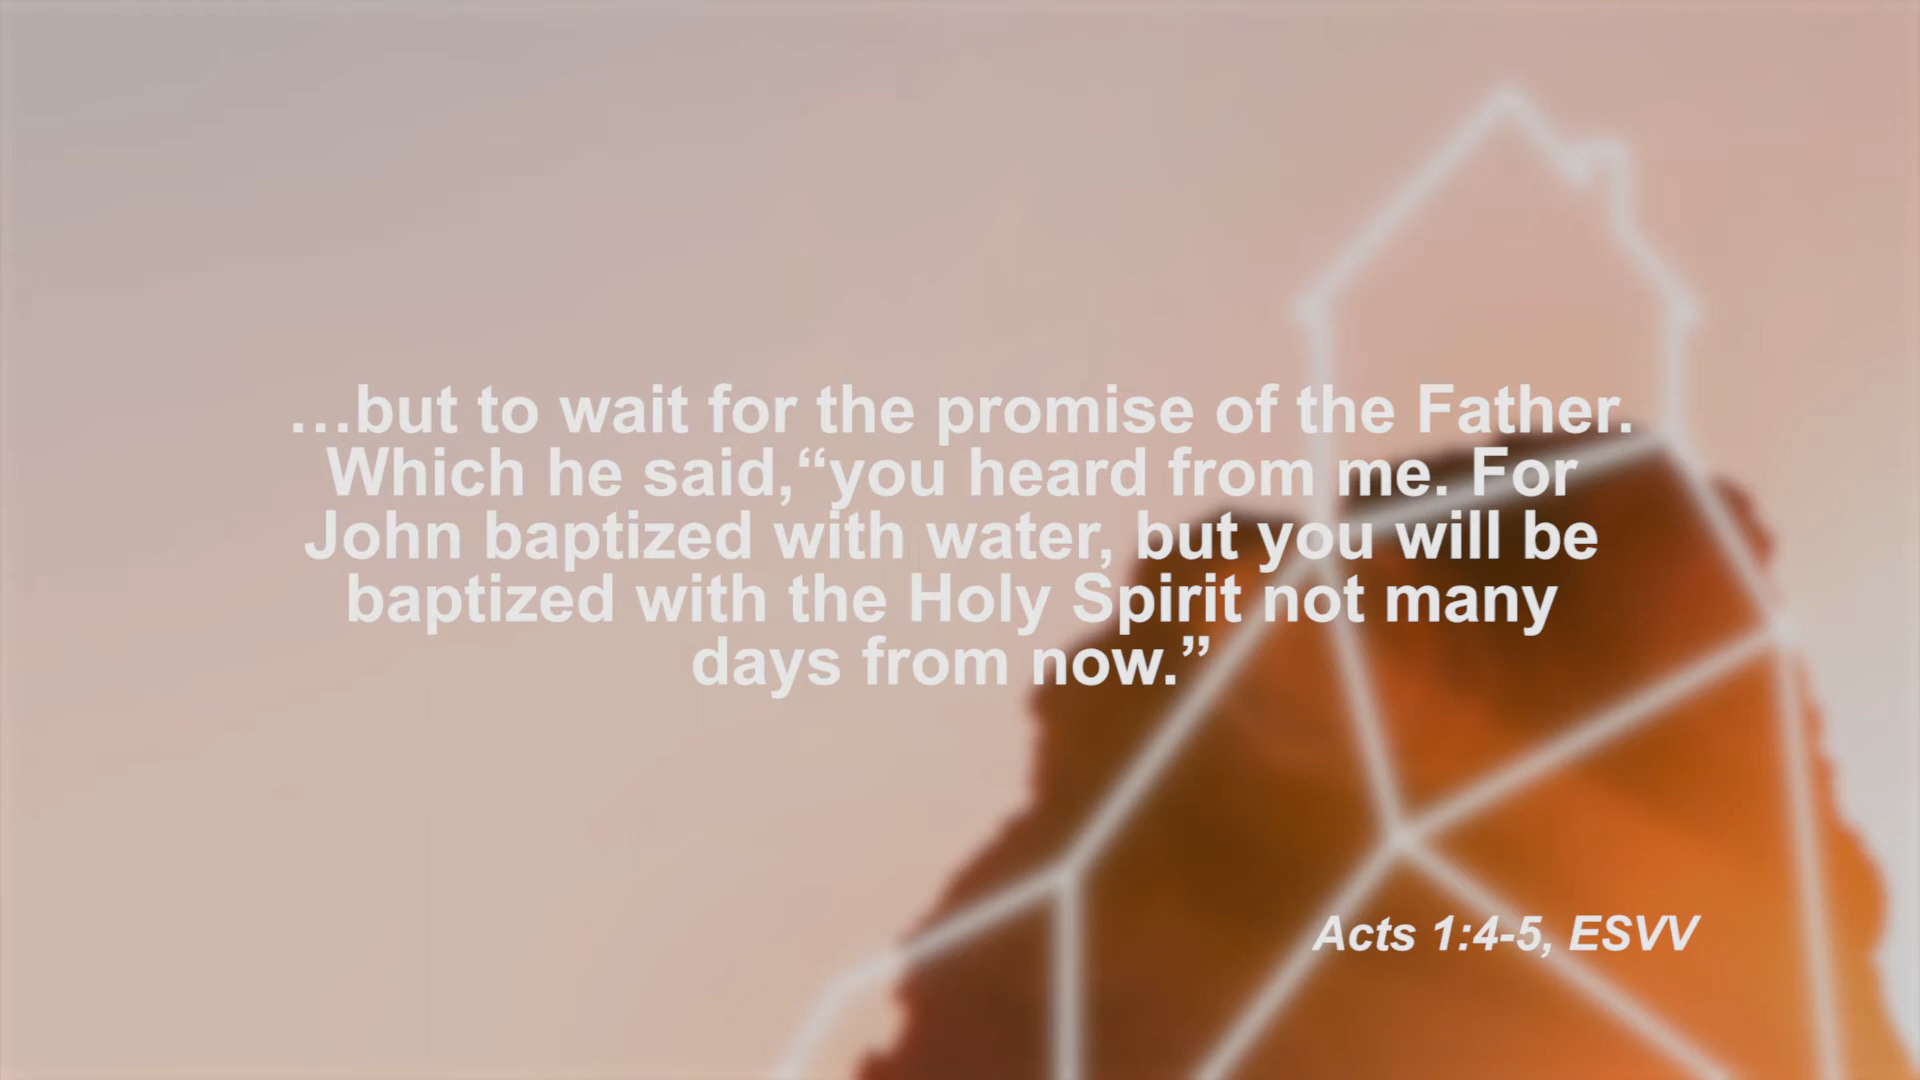 …but to wait for the promise of the Father.
Which he said,“you heard from me. For
John baptized with water, but you will be
baptized with the Holy Spirit not many
days from now.”
Acts 1:4-5, ESVV